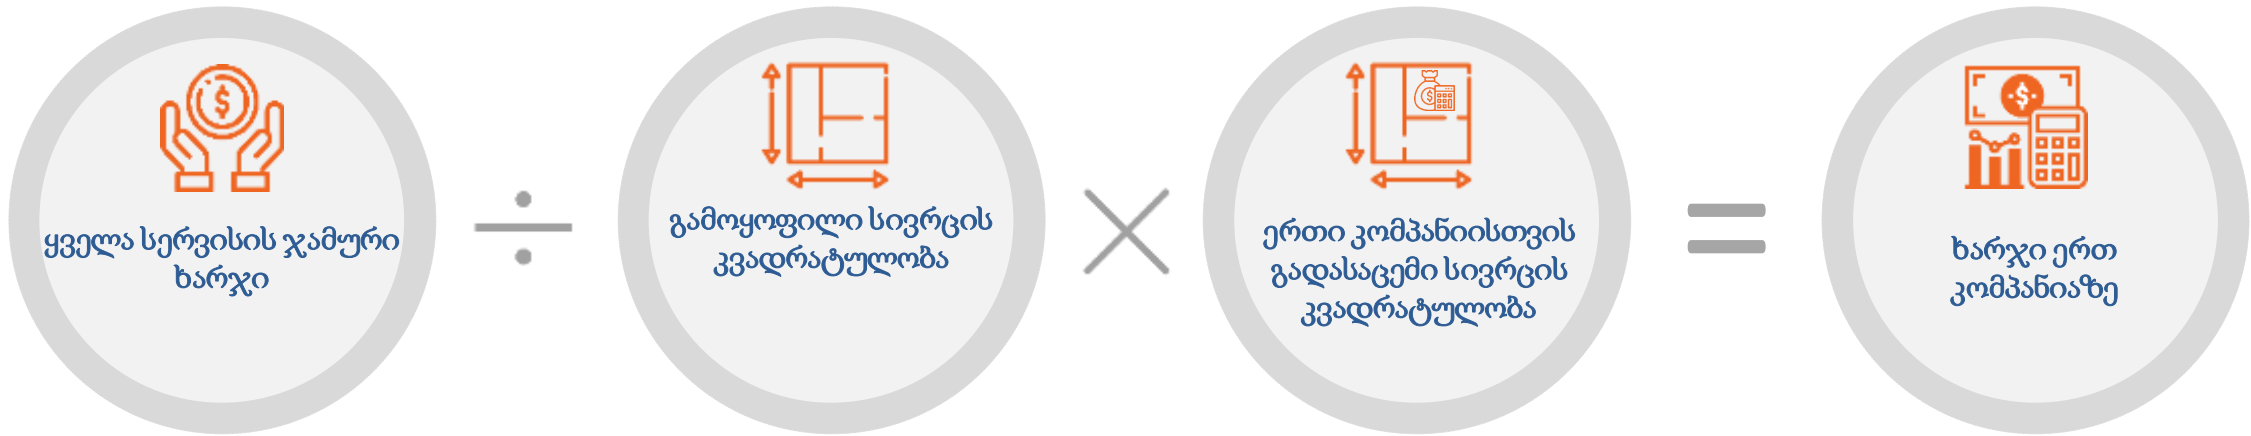 ყველა სერვისის ჯამური
ხარჯი
÷
გამოყოფილი სივრცის
კვადრატულობა
×
ერთი კომპანიისთვის
გადასაცემი სივრცის
კვადრატულობა
=
ხარჯი ერთ
კომპანიაზე